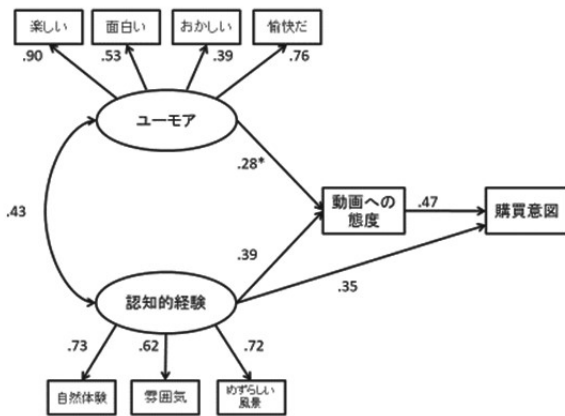 楽しい
面白い
おかしい
愉快だ
.90
.53
.39
.76
ユーモア
.28*
.43
動画への
態度
.47
購買意図
.39
.35
認知的経験
.73
.62
.72
自然体験
雰囲気
めずらしい
風景